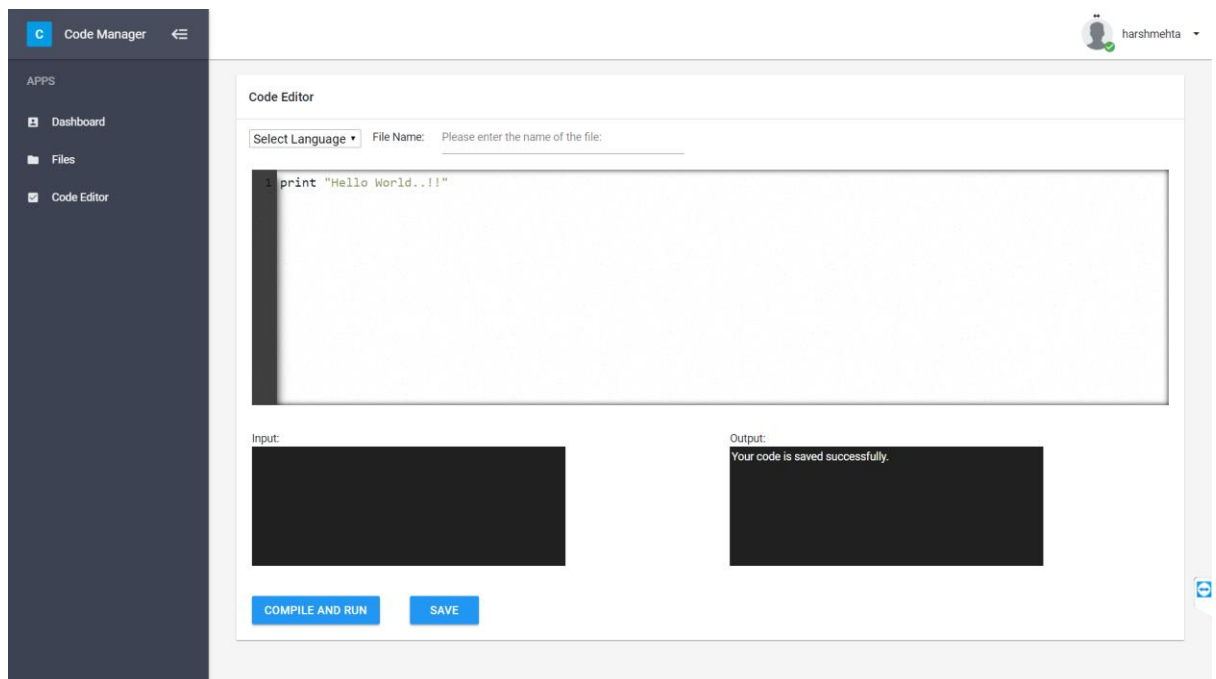 C Code Manager
harshmehta
APPS
Dashboard
Files
Code Editor
Code Editor
Select Language File Name: Please enter the name of the file:
1 print "Hello World..!!"
Input:
Output:
Your code is saved successfully.
COMPILE AND RUN SAVE